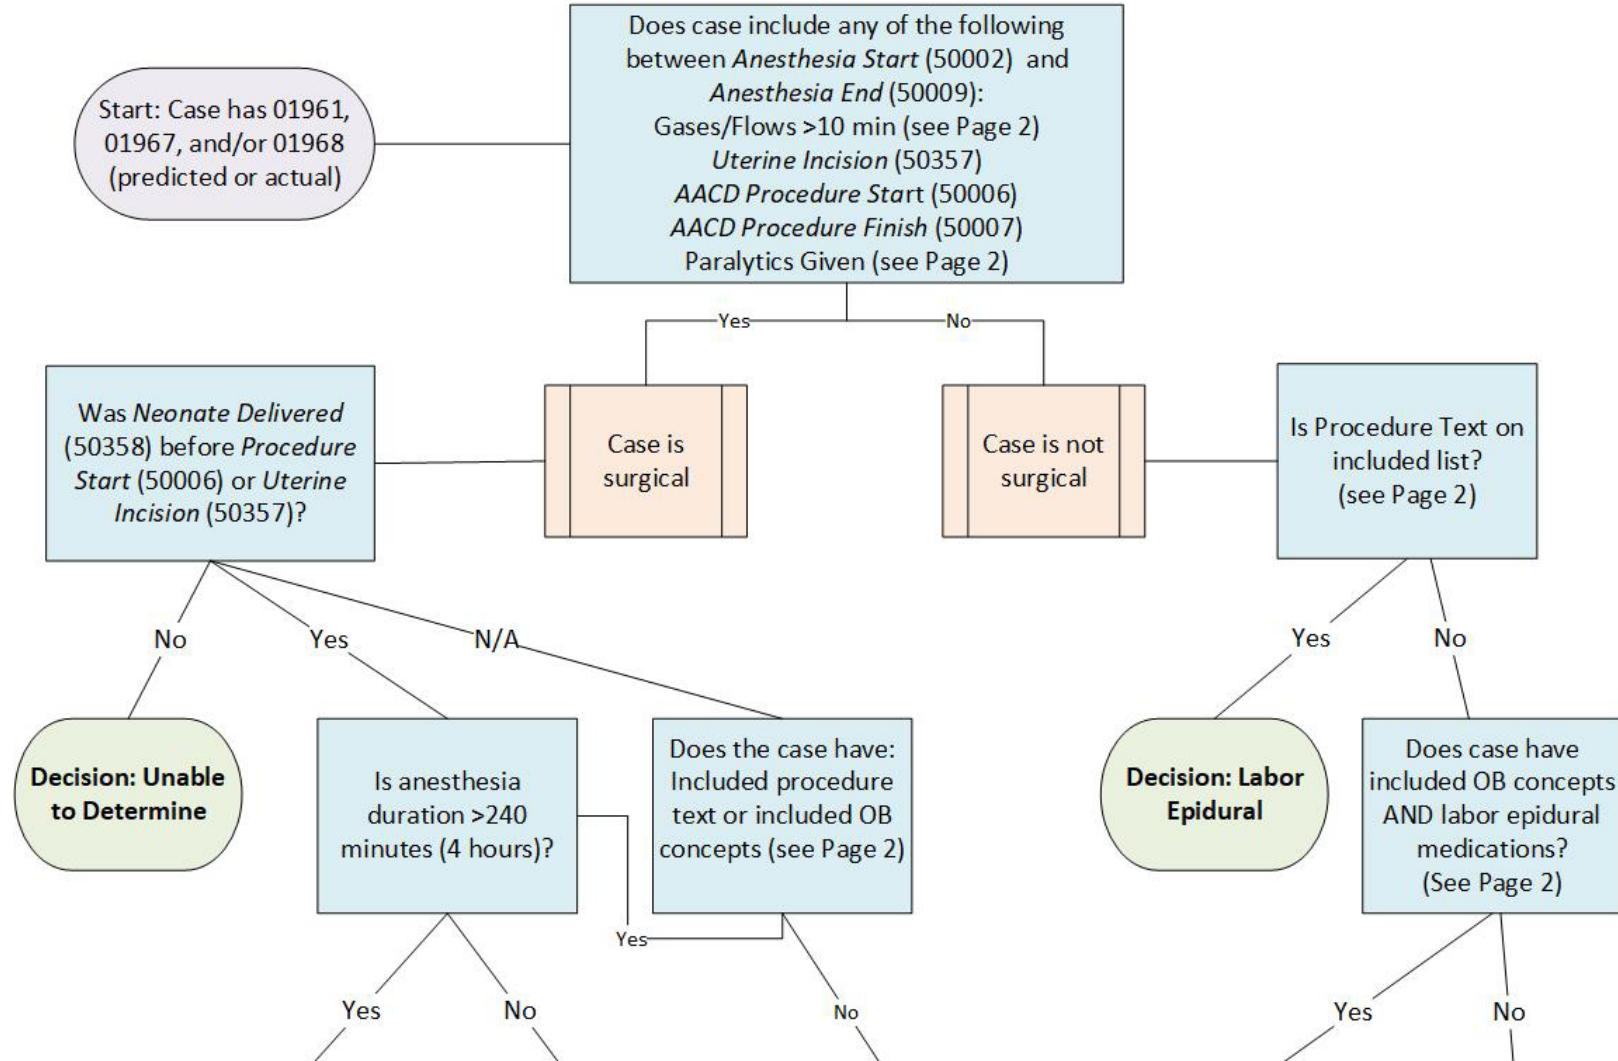 Does case include any of the following
between Anesthesia Start (50002) and
Anesthesia End (50009):
Gases/Flows >10 min (see Page 2)
Uterine Incision (50357)
AACD Procedure Start (50006)
AACD Procedure Finish (50007)
Paralytics Given (see Page 2)
Start: Case has 01961,
01967, and/or 01968
(predicted or actual)
Yes
No
Was Neonate Delivered
(50358) before Procedure
Start (50006) or Uterine
Incision (50357)?
Case is
surgical
Case is not
surgical
Is Procedure Text on
included list?
(see Page 2)
No
Yes
N/A
Yes
No
Decision: Unable
to Determine
Is anesthesia
duration >240
minutes (4 hours)?
Does the case have:
Included procedure
text or included OB
concepts (see Page 2)
Decision: Labor
Epidural
Does case have
included OB concepts
AND labor epidural
medications?
(See Page 2)
Yes
Yes
No
No
Yes
No